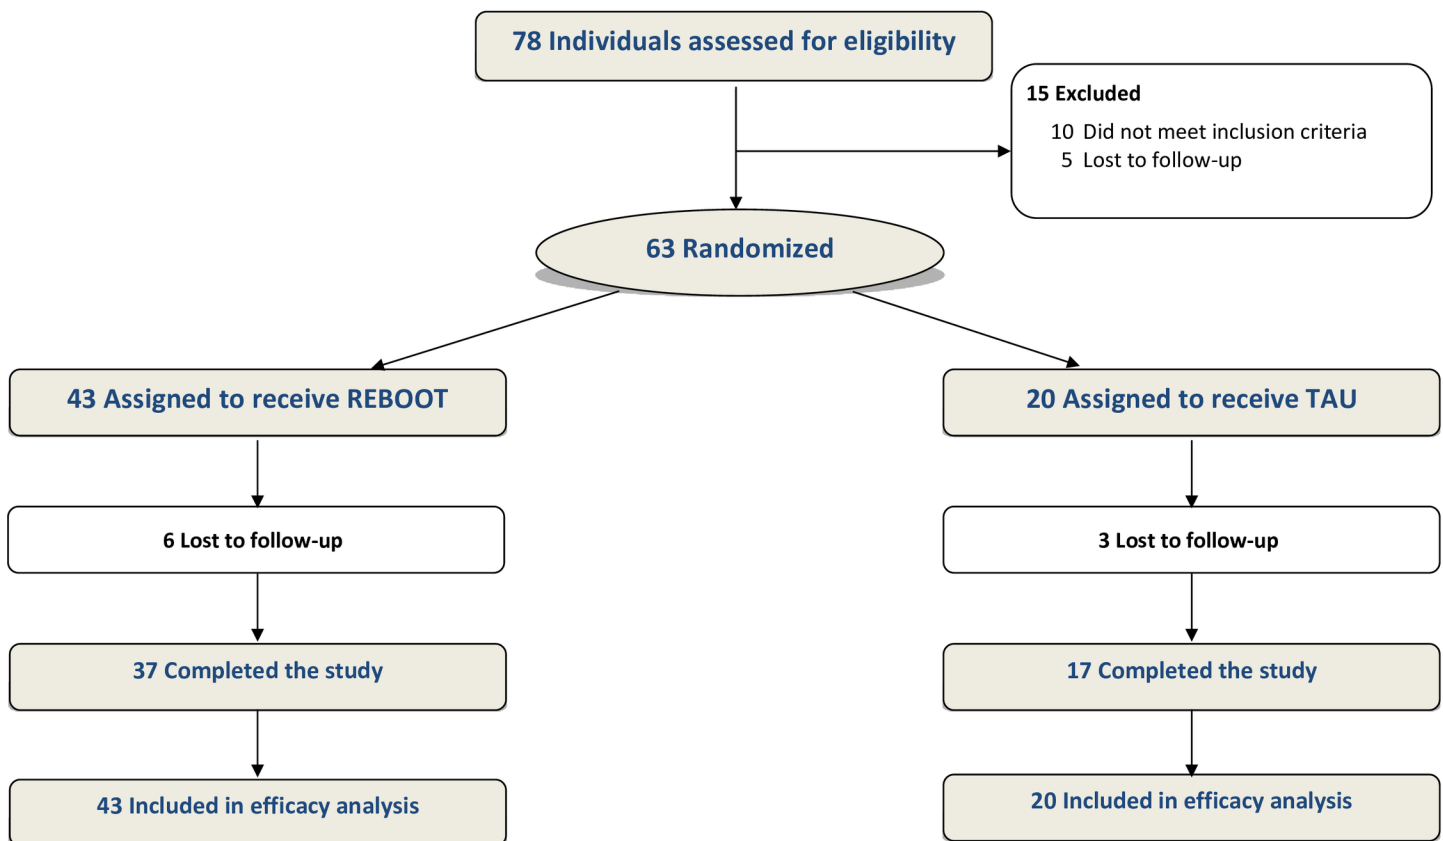 78 Individuals assessed for eligibility
15 Excluded
10 Did not meet inclusion criteria
5 Lost to follow-up
63 Randomized
43 Assigned to receive REBOOT
20 Assigned to receive TAU
6 Lost to follow-up
3 Lost to follow-up
37 Completed the study
17 Completed the study
43 Included in efficacy analysis
20 Included in efficacy analysis